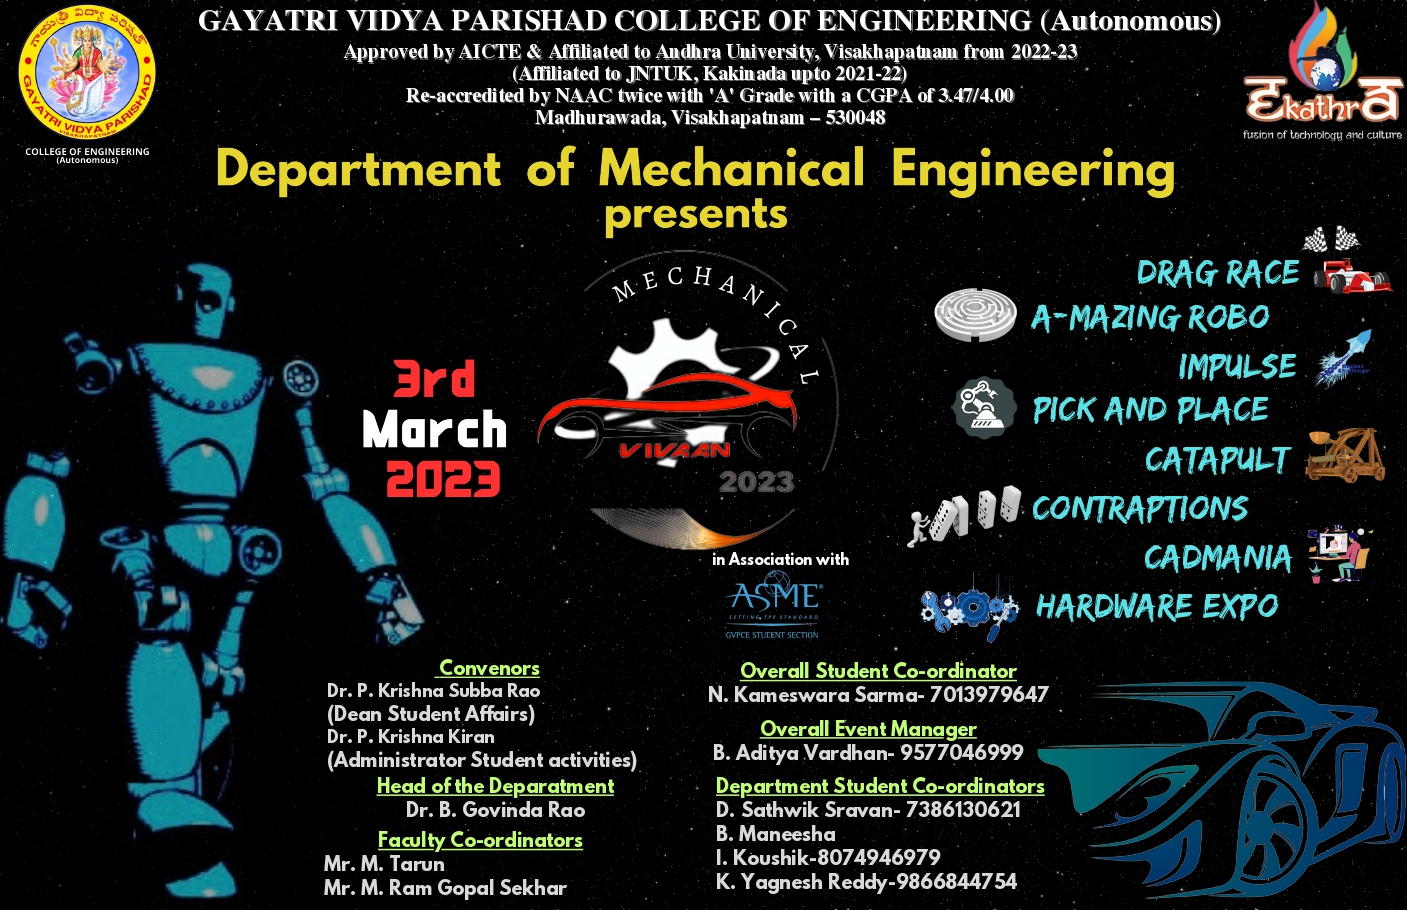 GAYATRI VIDYA PARISHAD COLLEGE OF ENGINEERING (Autonomous)
Approved by AICTE & Affiliated to Andhra University, Visakhapatnam from 2022-23
(Affiliated to JNTUK, Kakinada upto 2021-22)
Re-accredited by NAAC twice with 'A' Grade with a CGPA of 3.47/4.00
Madhurawada, Visakhapatnam – 530048
గాయత్రి విద్యా పరిషత్
GAYATRI VIDYA PARISHAD
VISAKHAPATNAM
COLLEGE OF ENGINEERING
(Autonomous)
Ekathra
fusion of technology and culture
Department of Mechanical Engineering
presents
3rd
March
2023
MECHANICAL
VIVAAN
2023
in Association with
ASME®
SETTING THE STANDARD
GVPCE STUDENT SECTION
DRAG RACE
A-MAZING ROBO
IMPULSE
PICK AND PLACE
CATAPULT
CONTRAPTIONS
CADMANIA
HARDWARE EXPO
Convenors
Dr. P. Krishna Subba Rao
(Dean Student Affairs)
Dr. P. Krishna Kiran
(Administrator Student activities)
Head of the Deparatment
Dr. B. Govinda Rao
Faculty Co-ordinators
Mr. M. Tarun
Mr. M. Ram Gopal Sekhar
Overall Student Co-ordinator
N. Kameswara Sarma- 7013979647
Overall Event Manager
B. Aditya Vardhan- 9577046999
Department Student Co-ordinators
D. Sathwik Sravan- 7386130621
B. Maneesha
I. Koushik-8074946979
K. Yagnesh Reddy-9866844754